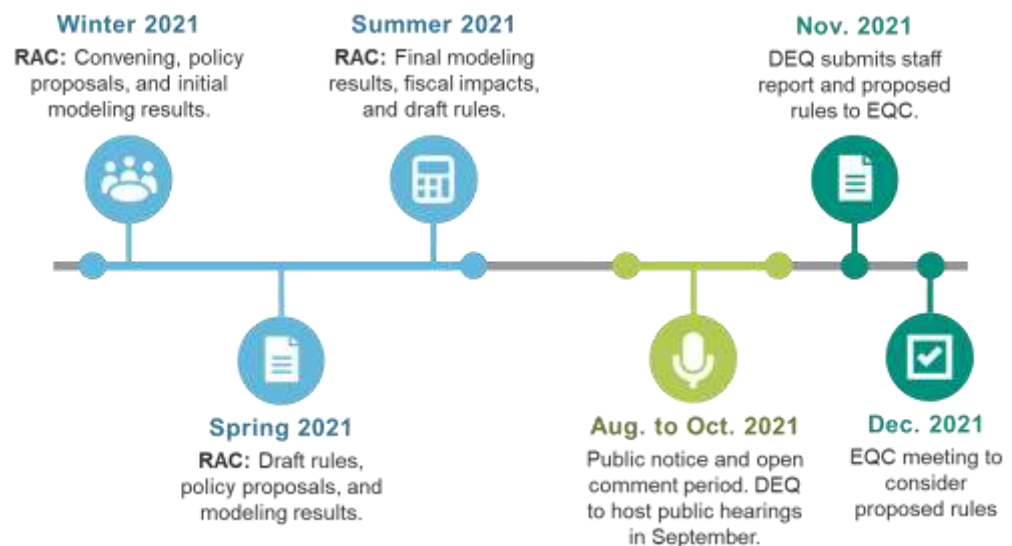 Winter 2021
RAC: Convening, policy
proposals, and initial
modeling results.
Summer 2021
RAC: Final modeling
results, fiscal impacts,
and draft rules.
Nov. 2021
DEQ submits staff
report and proposed
rules to EQC.
Spring 2021
RAC: Draft rules,
policy proposals, and
modeling results.
Aug. to Oct. 2021
Public notice and open
comment period. DEQ
to host public hearings
in September.
Dec. 2021
EQC meeting to
consider
proposed rules